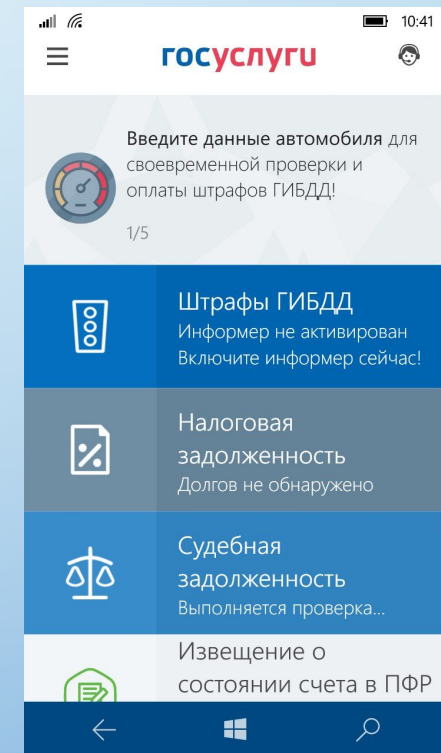 10:41
госуслуги
Введите данные автомобиля для
своевременной проверки и
оплаты штрафов ГИБДД!
1/5
Штрафы ГИБДД
Информер не активирован
Включите информер сейчас!
Налоговая
задолженность
Долгов не обнаружено
Судебная
задолженность
Выполняется проверка...
Извещение о
состоянии счета в ПФР